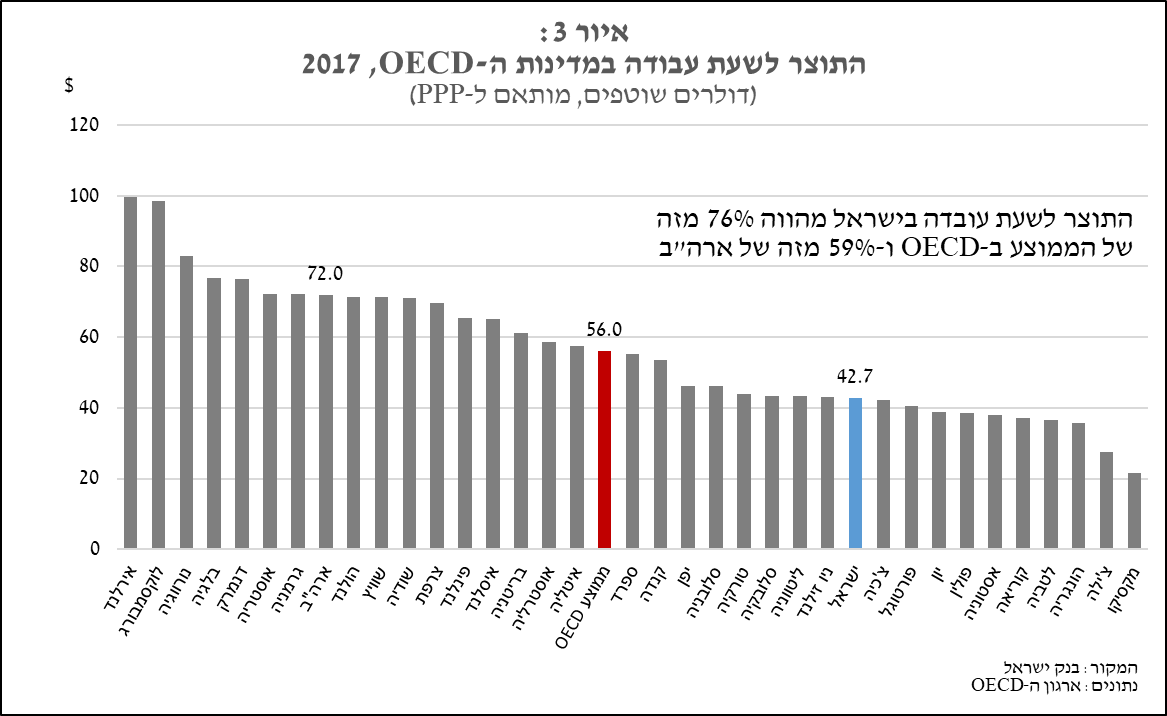 איור 3:
התוצר לשעת עבודה במדינות ה-OECD, 2017
(דולרים שוטפים, מותאם ל-PPP)
$
120
100
80
60
40
20
0
התוצר לשעת עובדה בישראל מהווה 76% מזה
של הממוצע ב-OECD ו-59% מזה של ארה"ב
72.0
56.0
42.7
אירלנד
לוקסמבורג
נורווגיה
בלגיה
דנמרק
אוסטריה
גרמניה
ארה"ב
הולנד
שוויץ
שודיה
צרפת
פינלנד
איסלנד
בריטניה
אוסטרליה
איטליה
ממוצע OECD
ספרד
קנדה
יפן
סלובניה
טורקיה
סלובקיה
ליטווניה
ניו זילנד
ישראל
צ'כיה
פורטוגל
יוון
פולין
אסטוניה
קוריאה
לטביה
הונגריה
צ'ילה
מקסיקו
המקור: בנק ישראל
נתונים: ארגון ה-OECD